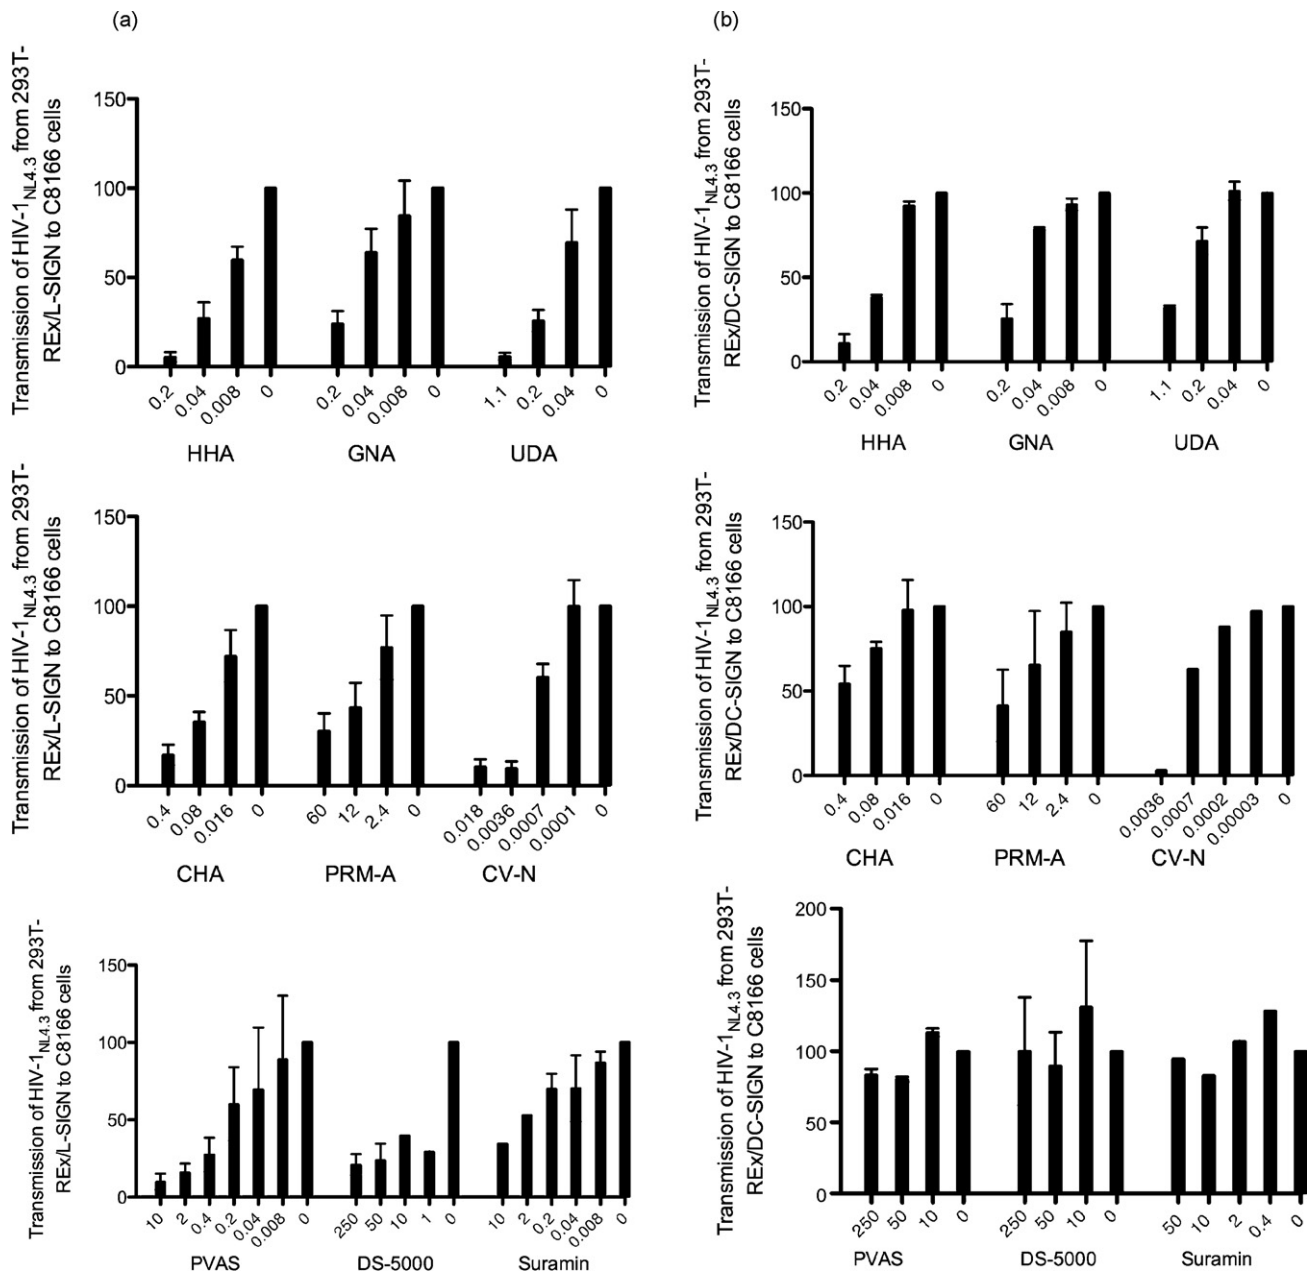 (a)
(b)
Transmission of HIV-1NL4.3 from 293T-
REx/L-SIGN to C8166 cells
150
100
50
0
0.2 0.04 0.008 0 0.2 0.04 0.008 0 1.1 0.2 0.04 0
HHA GNA UDA
Transmission of HIV-1NL4.3 from 293T-
REx/DC-SIGN to C8166 cells
150
100
50
0
0.2 0.04 0.008 0 0.2 0.04 0.008 0 1.1 0.2 0.04 0
HHA GNA UDA
Transmission of HIV-1NL4.3 from 293T-
REx/L-SIGN to C8166 cells
150
100
50
0
0.4 0.08 0.016 0 60 12 2.4 0 0.018 0.0036 0.0007 0.0001 0
CHA PRM-A CV-N
Transmission of HIV-1NL4.3 from 293T-
REx/DC-SIGN to C8166 cells
150
100
50
0
0.4 0.08 0.016 0 60 12 2.4 0 0.0036 0.0007 0.0002 0.00003 0
CHA PRM-A CV-N
Transmission of HIV-1NL4.3 from 293T-
REx/L-SIGN to C8166 cells
150
100
50
0
10 2 0.4 0.2 0.04 0.008 0 250 50 10 1 0 10 2 0.2 0.04 0.008 0
PVAS DS-5000 Suramin
Transmission of HIV-1NL4.3 from 293T-
REx/DC-SIGN to C8166 cells
200
150
100
50
0
250 50 10 0 250 50 10 0 50 10 2 0.4 0
PVAS DS-5000 Suramin